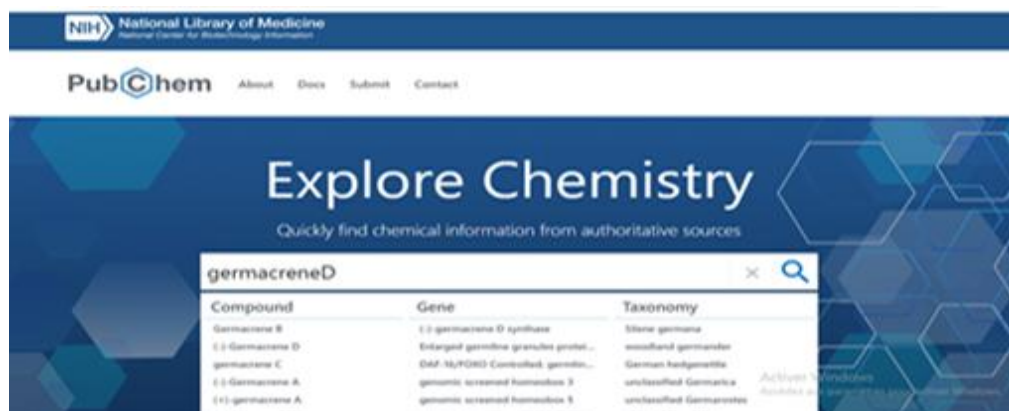 NIH National Library of Medicine
National Center for Biotechnology Information
PubChem About Docs Submit Contact
Explore Chemistry
Quickly find chemical information from authoritative sources
germacreneD
Compound Gene Taxonomy
Germacrene B (-)-germacrene D synthase Silene germana
(-)-Germacrene D Enlarged germline granules protei... woodland germander
germacrene C DAF-16/FOXO Controlled, germlin... German hedgenettle
(-)-Germacrene A genomic screened homeobox 3 unclassified Germarica
(+)-germacrene A genomic screened homeobox 5 unclassified Germarostes
Activer Windows